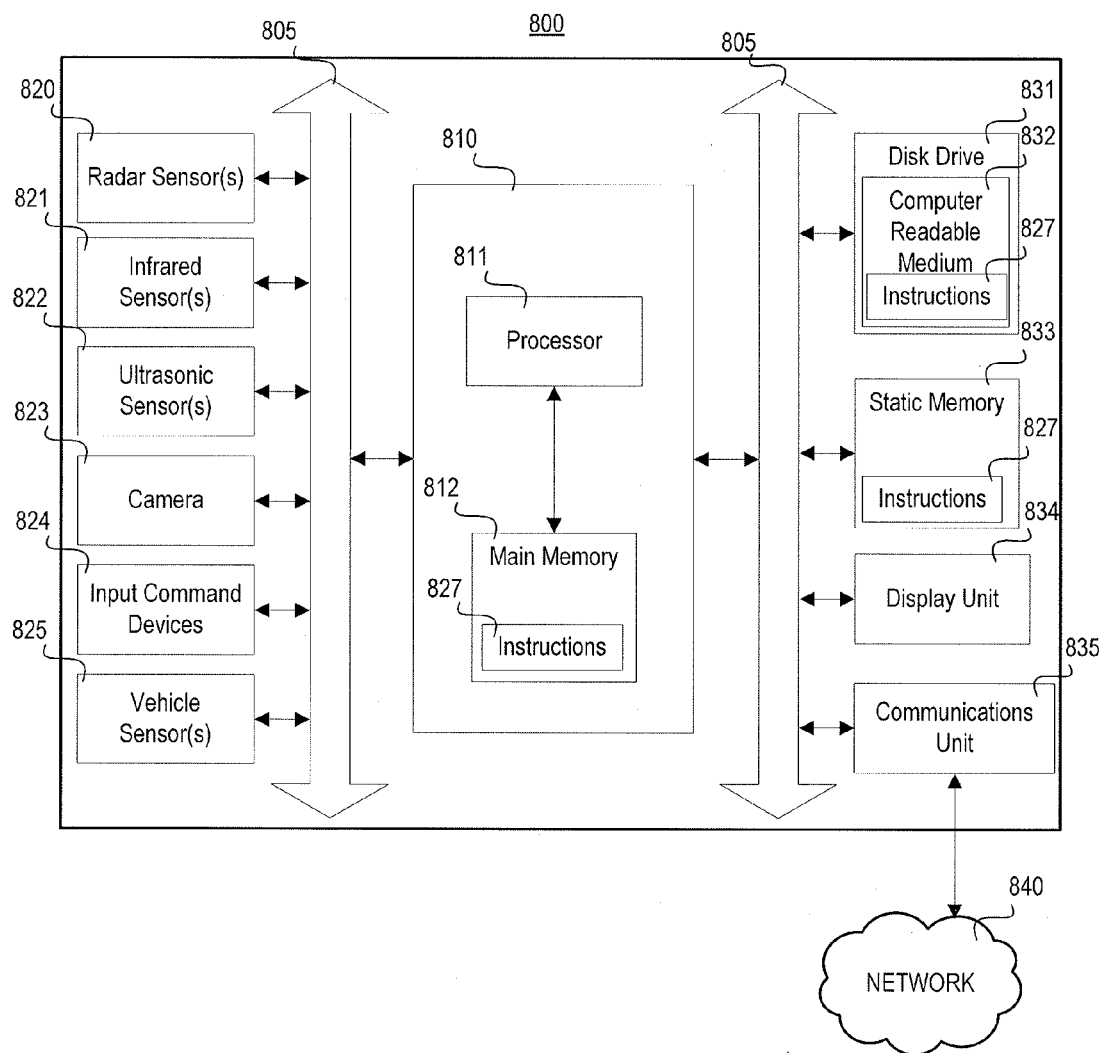 800
805
805
820
Radar Sensor(s)
821
Infrared
Sensor(s)
822
Ultrasonic
Sensor(s)
823
Camera
824
Input Command
Devices
825
Vehicle
Sensor(s)
810
811
Processor
812
Main Memory
827
Instructions
831
Disk Drive
832
Computer
Readable
Medium
827
Instructions
833
Static Memory
827
Instructions
834
Display Unit
835
Communications
Unit
840
NETWORK